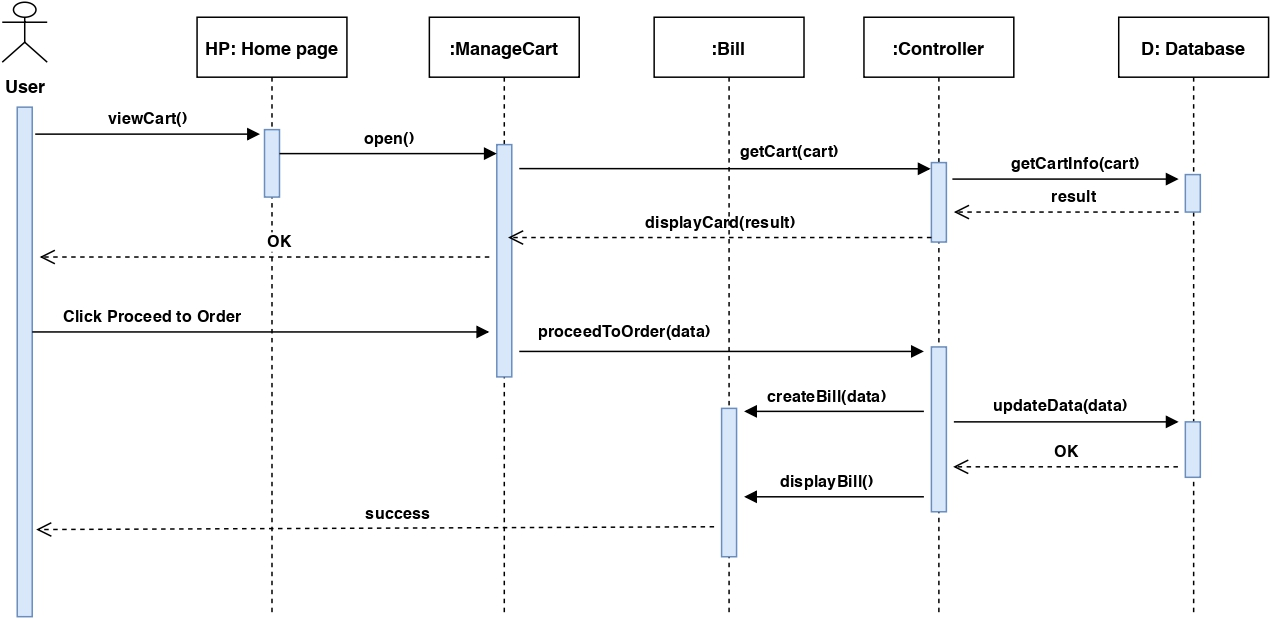 HP: Home page
:ManageCart
:Bill
:Controller
D: Database
User
viewCart()
open()
getCart(cart)
getCartInfo(cart)
result
displayCard(result)
OK
Click Proceed to Order
proceedToOrder(data)
createBill(data)
updateData(data)
OK
displayBill()
success